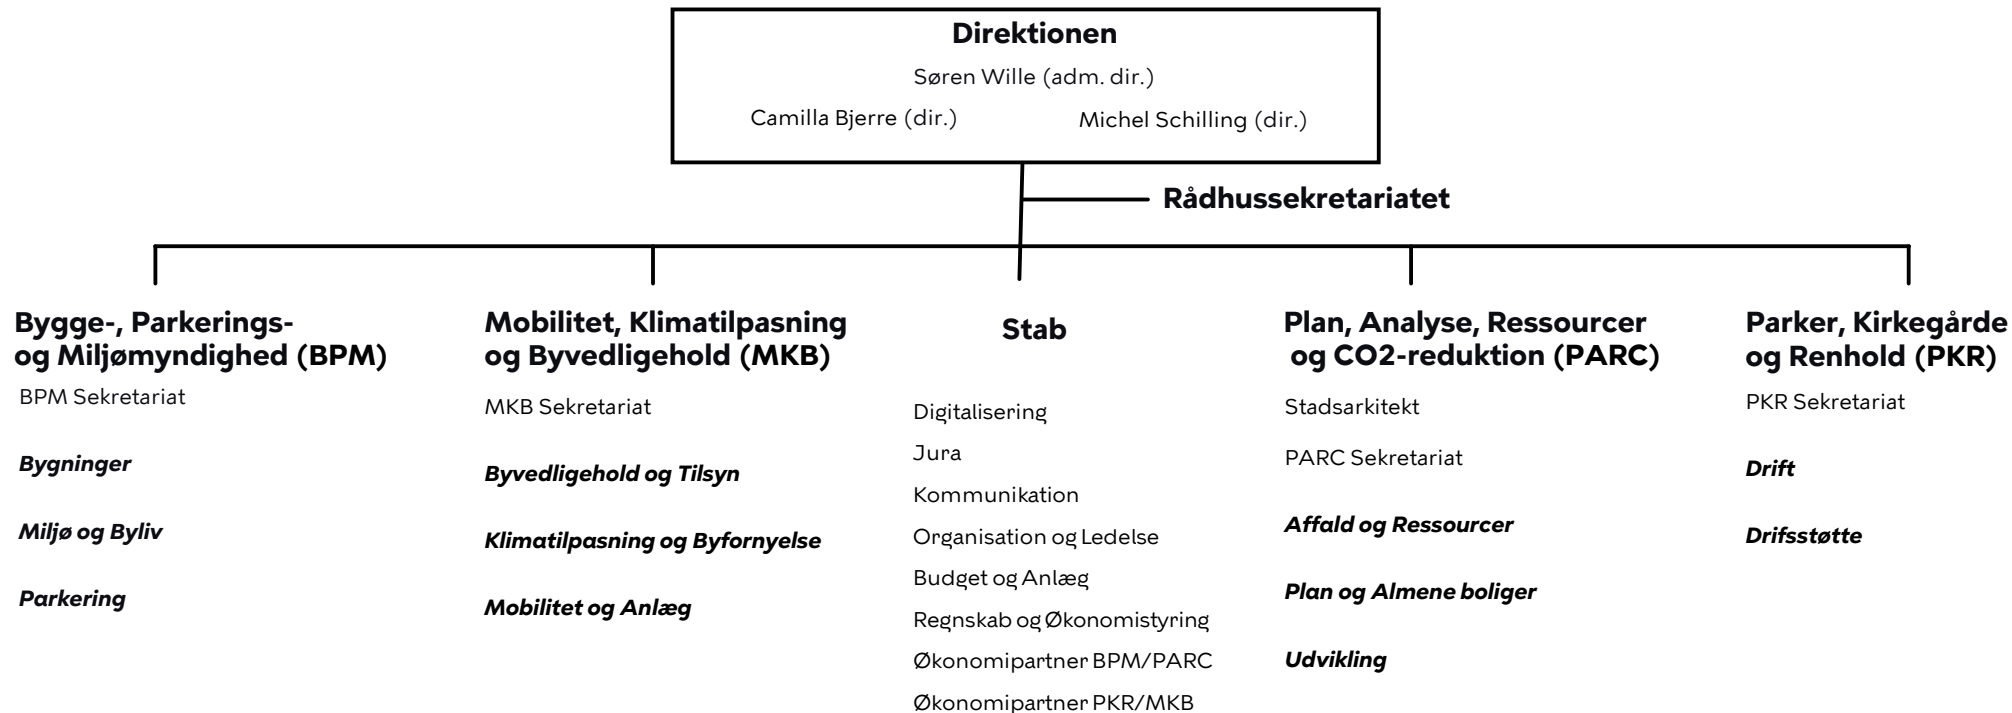 Direktionen
Søren Wille (adm. dir.)
Camilla Bjerre (dir.)
Michel Schilling (dir.)
Rådhussekretariatet
Bygge-, Parkerings-
og Miljømyndighed (BPM)
BPM Sekretariat
Bygninger
Miljø og Byliv
Parkering
Mobilitet, Klimatilpasning
og Byvedligehold (MKB)
MKB Sekretariat
Byvedligehold og Tilsyn
Klimatilpasning og Byfornyelse
Mobilitet og Anlæg
Stab
Digitalisering
Jura
Kommunikation
Organisation og Ledelse
Budget og Anlæg
Regnskab og Økonomistyring
Økonomipartner BPM/PARC
Økonomipartner PKR/MKB
Plan, Analyse, Ressourcer
og CO2-reduktion (PARC)
Stadsarkitekt
PARC Sekretariat
Affald og Ressourcer
Plan og Almene boliger
Udvikling
Parker, Kirkegårde
og Renhold (PKR)
PKR Sekretariat
Drift
Drifsstøtte